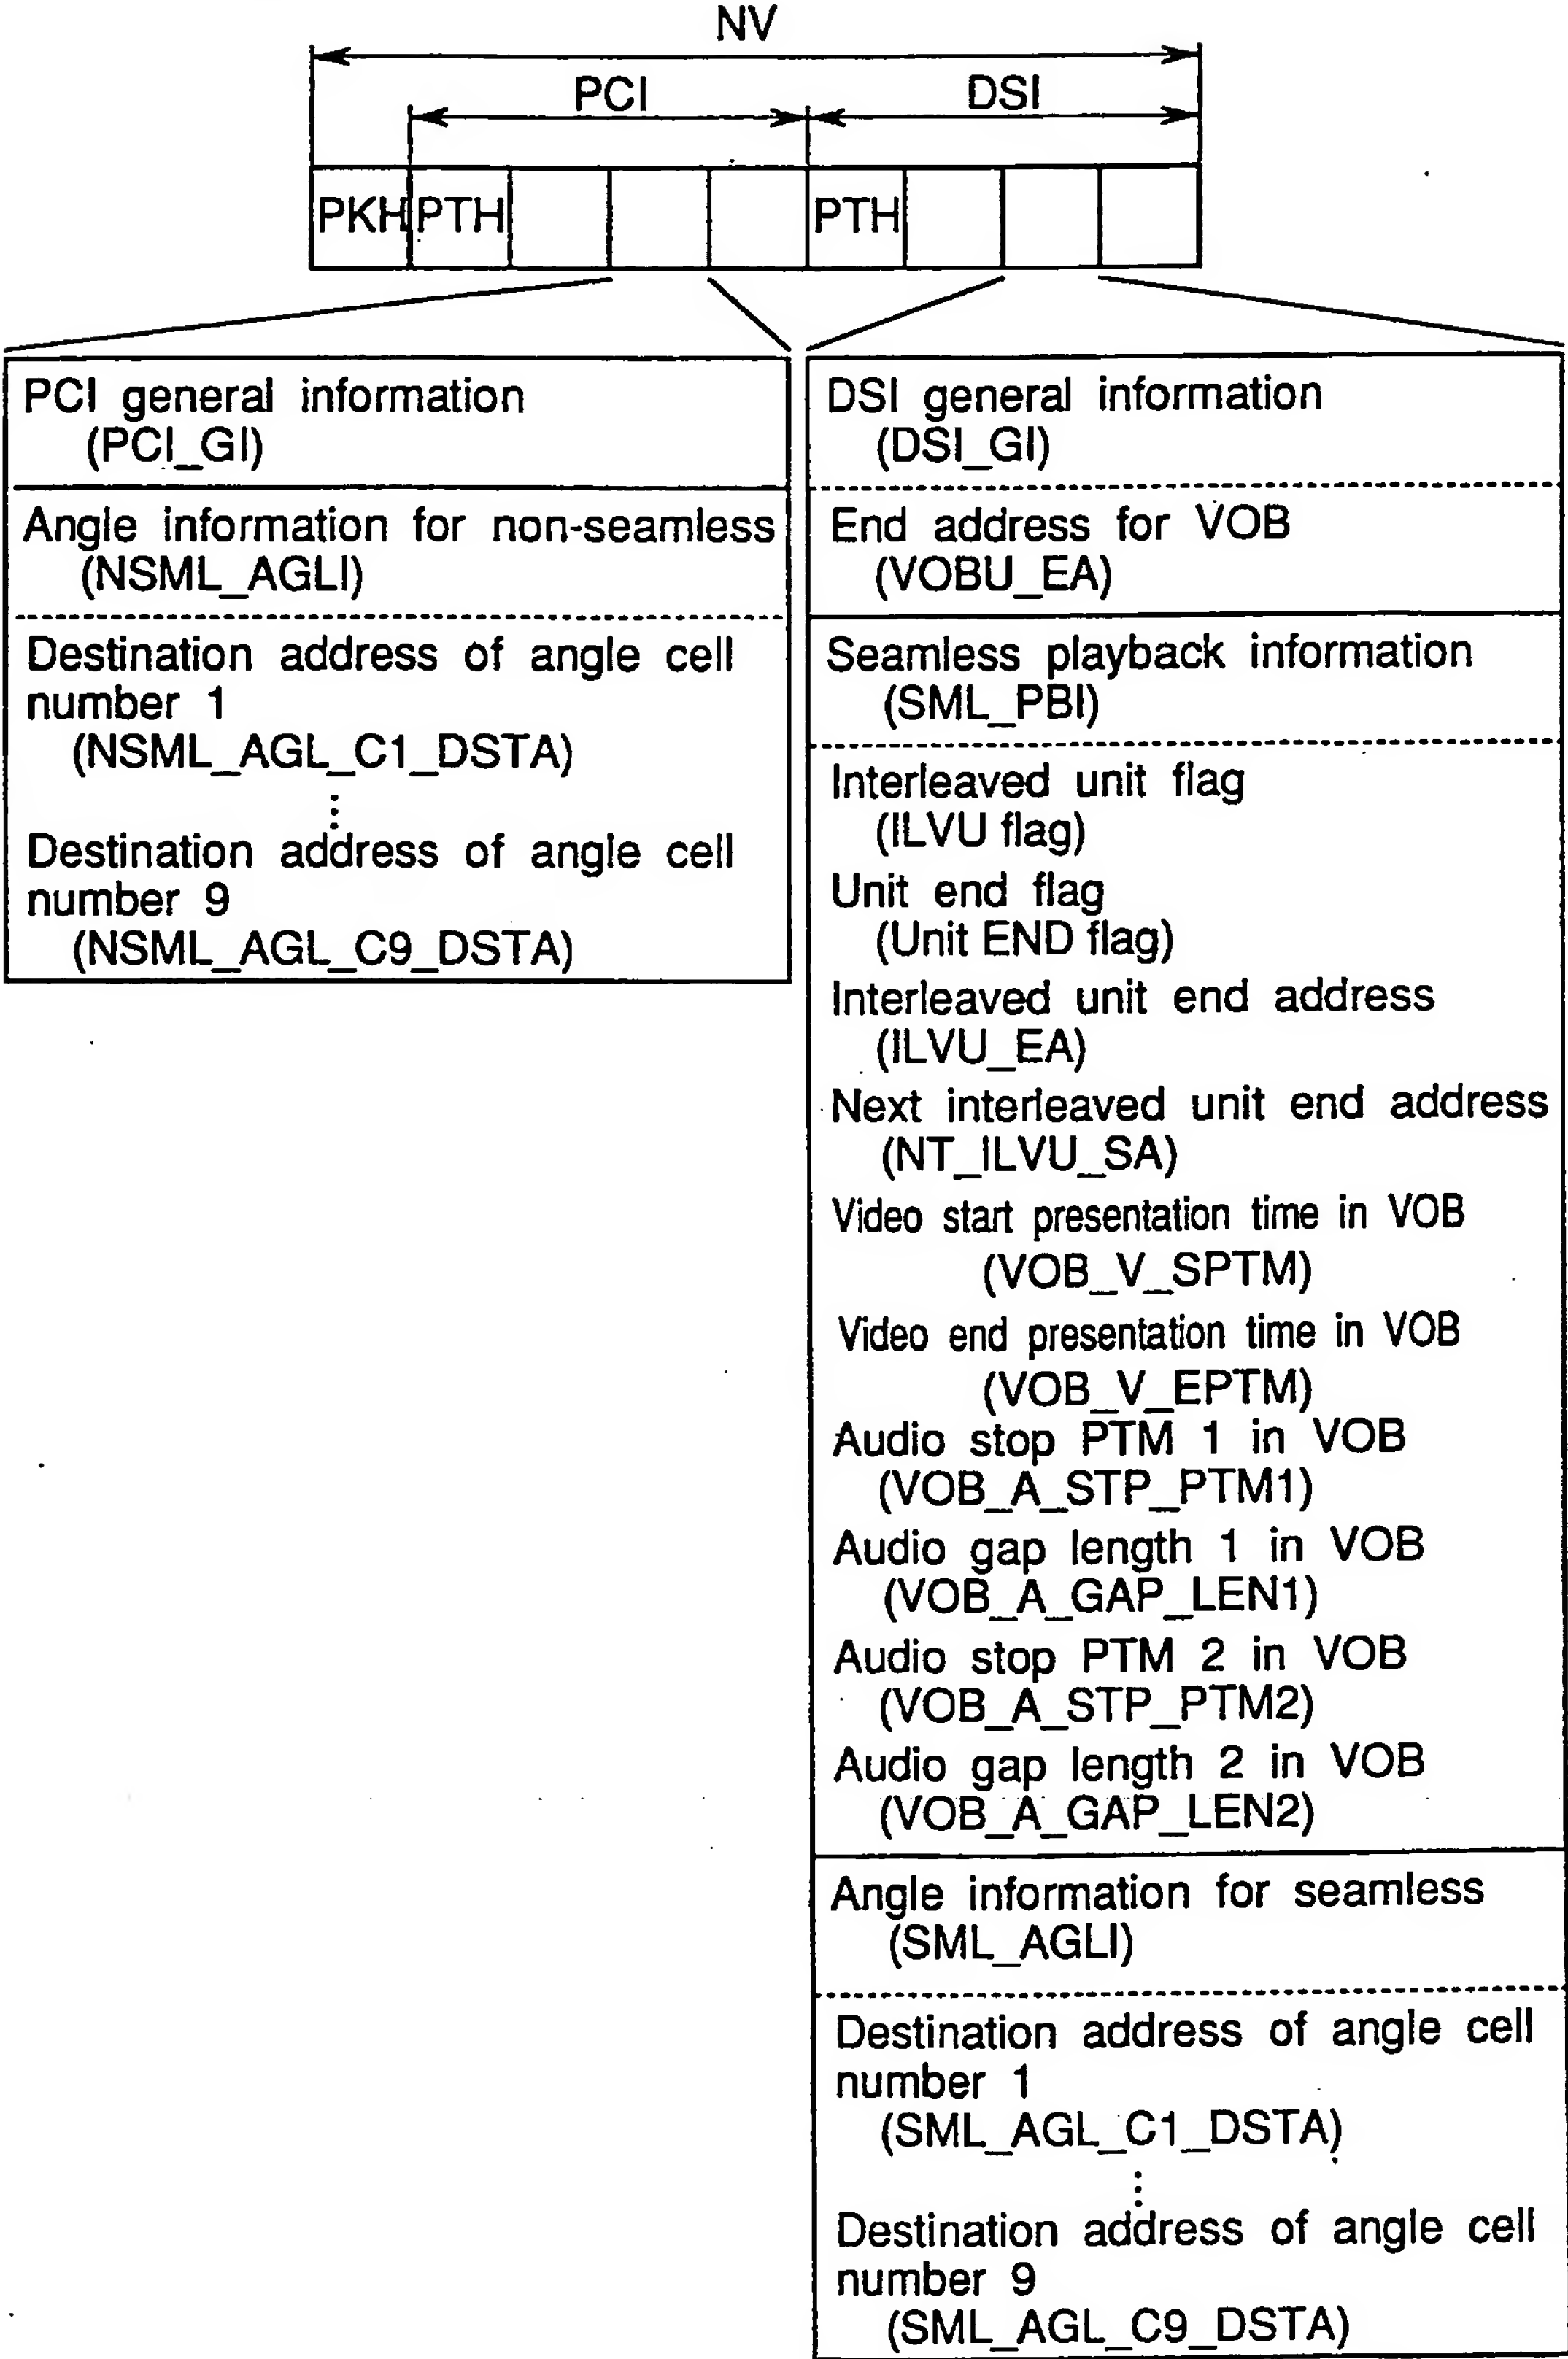 NV
PCI
DSI
PKH
PTH
PTH
PCI general information
(PCI_GI)
Angle information for non-seamless
(NSML_AGLI)
Destination address of angle cell
number 1
(NSML_AGL_C1_DSTA)
⋮
Destination address of angle cell
number 9
(NSML_AGL_C9_DSTA)
DSI general information
(DSI_GI)
End address for VOB
(VOBU_EA)
Seamless playback information
(SML_PBI)
Interleaved unit flag
(ILVU flag)
Unit end flag
(Unit END flag)
Interleaved unit end address
(ILVU_EA)
Next interleaved unit end address
(NT_ILVU_SA)
Video start presentation time in VOB
(VOB_V_SPTM)
Video end presentation time in VOB
(VOB_V_EPTM)
Audio stop PTM 1 in VOB
(VOB_A_STP_PTM1)
Audio gap length 1 in VOB
(VOB_A_GAP_LEN1)
Audio stop PTM 2 in VOB
(VOB_A_STP_PTM2)
Audio gap length 2 in VOB
(VOB_A_GAP_LEN2)
Angle information for seamless
(SML_AGLI)
Destination address of angle cell
number 1
(SML_AGL_C1_DSTA)
⋮
Destination address of angle cell
number 9
(SML_AGL_C9_DSTA)